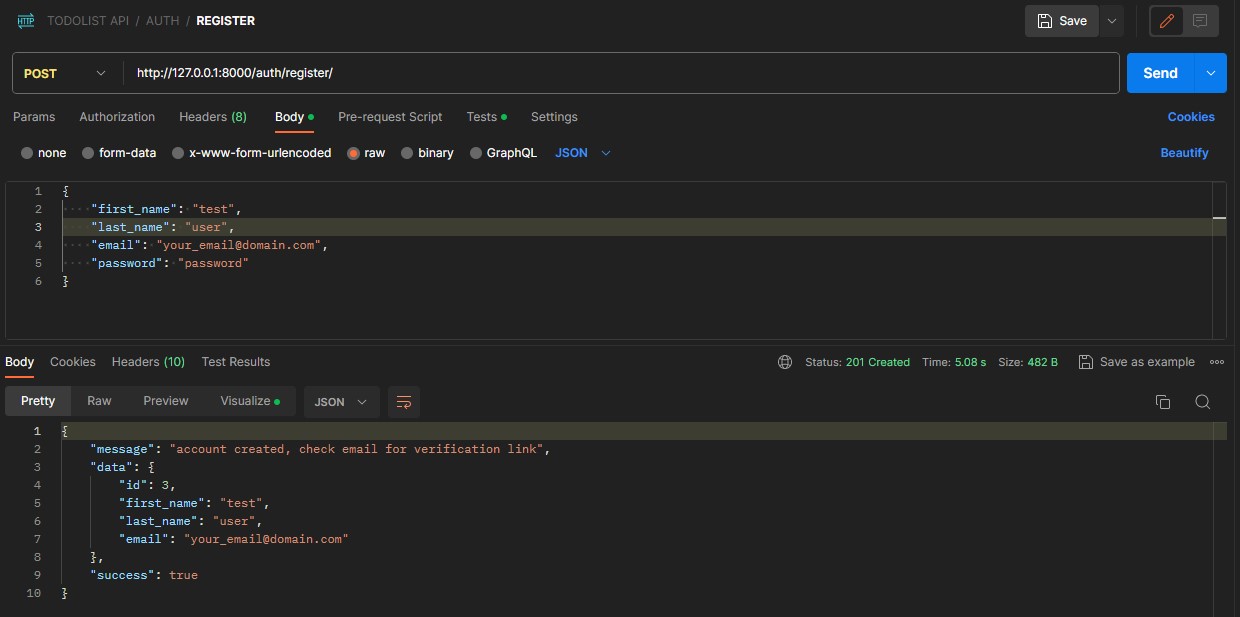 HTTP TODOLIST API / AUTH / REGISTER Save
POST http://127.0.0.1:8000/auth/register/ Send
Params Authorization Headers (8) Body Pre-request Script Tests Settings Cookies
none form-data x-www-form-urlencoded raw binary GraphQL JSON Beautify
1 {
2 "first_name": "test",
3 "last_name": "user",
4 "email": "your_email@domain.com",
5 "password": "password"
6 }
Body Cookies Headers (10) Test Results Status: 201 Created Time: 5.08 s Size: 482 B Save as example
Pretty Raw Preview Visualize JSON
1 {
2 "message": "account created, check email for verification link",
3 "data": {
4 "id": 3,
5 "first_name": "test",
6 "last_name": "user",
7 "email": "your_email@domain.com"
8 },
9 "success": true
10 }